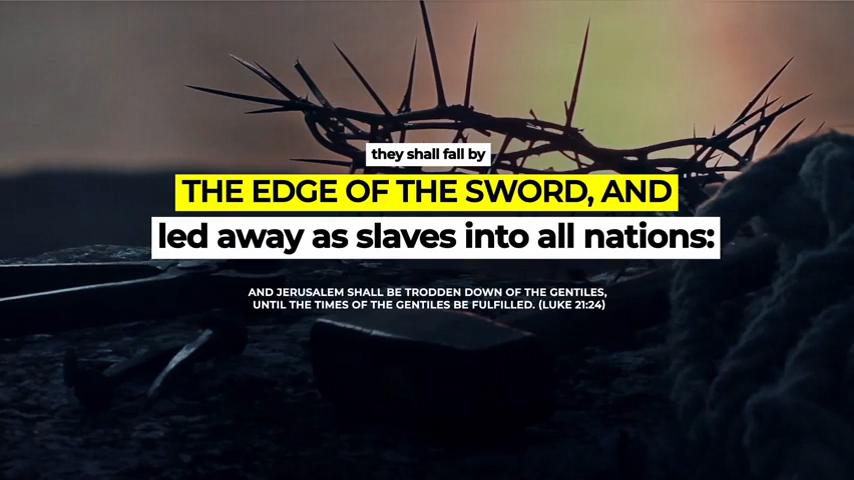 they shall fall by
THE EDGE OF THE SWORD, AND
led away as slaves into all nations:
AND JERUSALEM SHALL BE TRODDEN DOWN OF THE GENTILES,
UNTIL THE TIMES OF THE GENTILES BE FULFILLED. (LUKE 21:24)